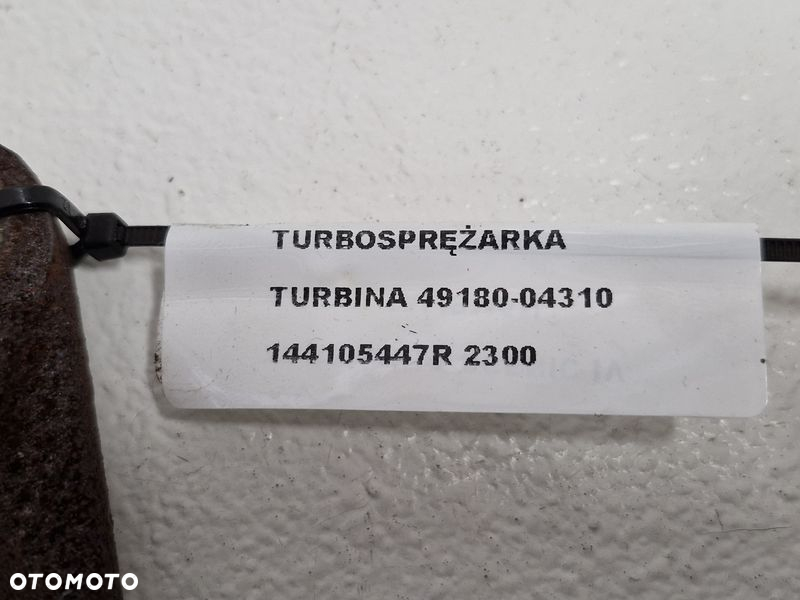 TURBOSPRĘŻARKA
TURBINA 49180-04310
144105447R 2300
OTOMOTO